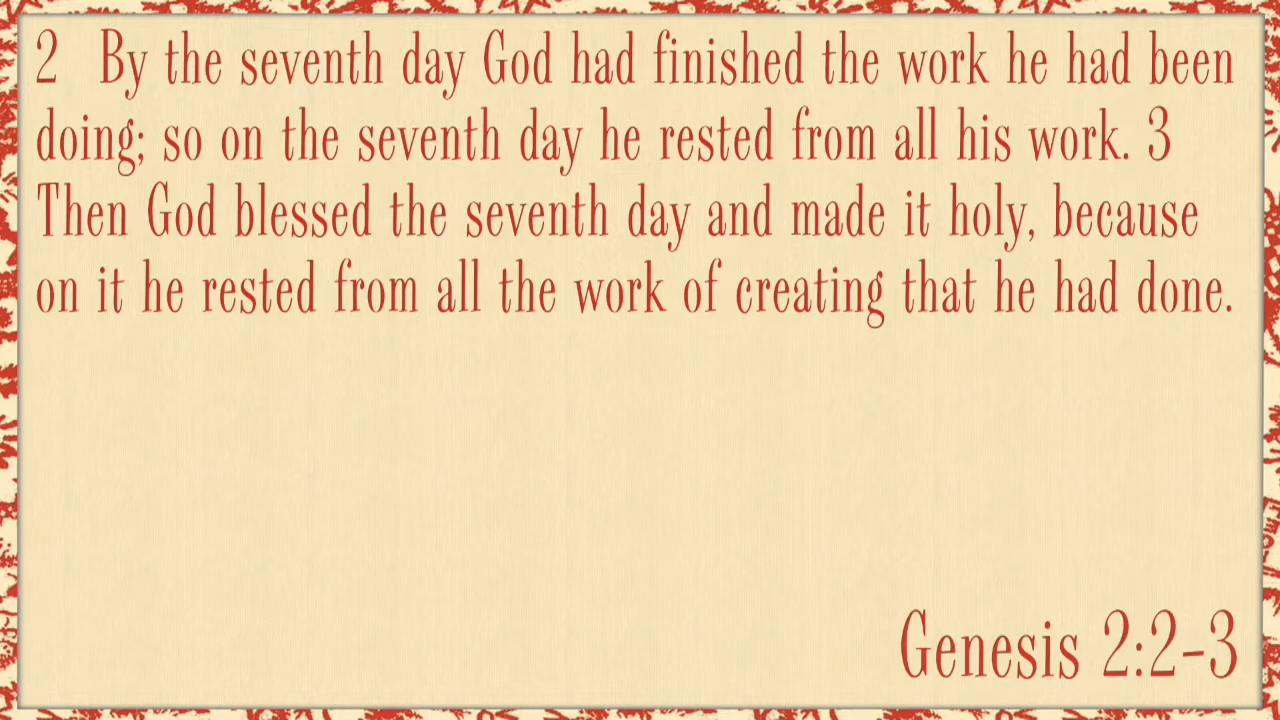 2 By the seventh day God had finished the work he had been
doing; so on the seventh day he rested from all his work. 3
Then God blessed the seventh day and made it holy, because
on it he rested from all the work of creating that he had done.
Genesis 2:2-3